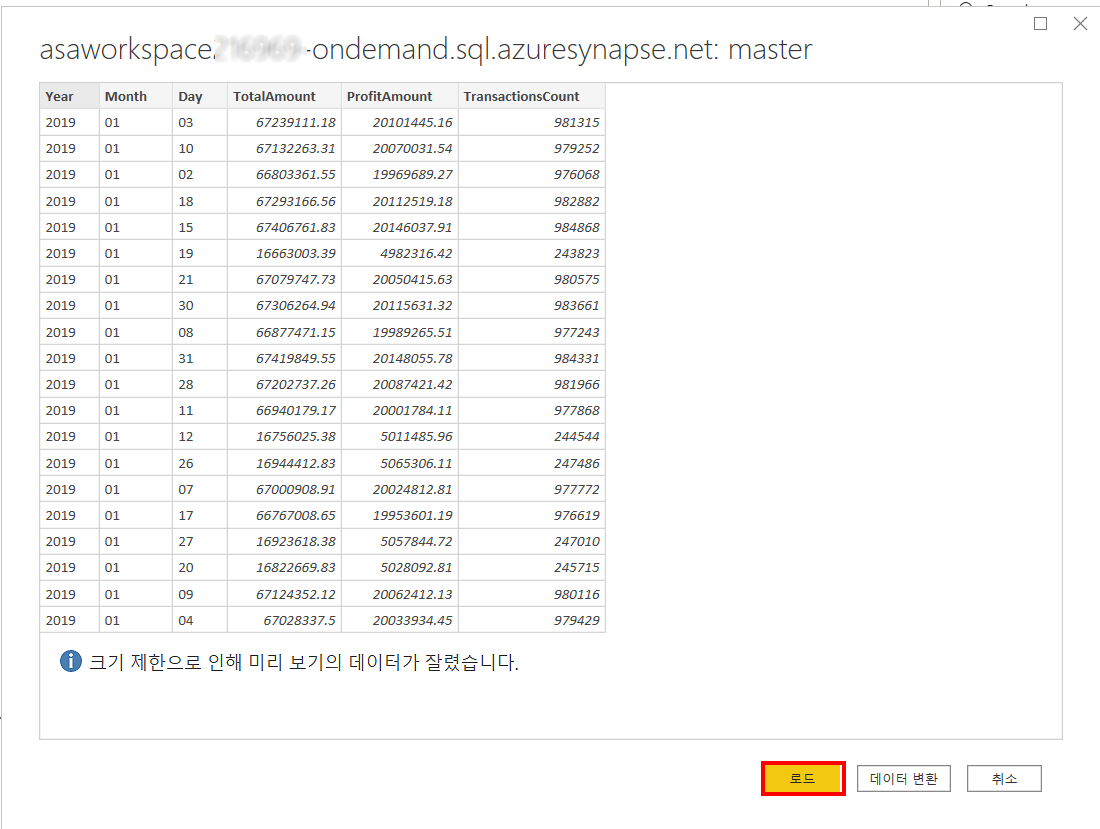 asaworkspace -ondemand.sql.azuresynapse.net: master
Year Month Day TotalAmount ProfitAmount TransactionsCount
2019 01 03 67239111.18 20101445.16 981315
2019 01 10 67132263.31 20070031.54 979252
2019 01 02 66803361.55 19969689.27 976068
2019 01 18 67293166.56 20112519.18 982882
2019 01 15 67406761.83 20146037.91 984868
2019 01 19 16663003.39 4982316.42 243823
2019 01 21 67079747.73 20050415.63 980575
2019 01 30 67306264.94 20115631.32 983661
2019 01 08 66877471.15 19989265.51 977243
2019 01 31 67419849.55 20148055.78 984331
2019 01 28 67202737.26 20087421.42 981966
2019 01 11 66940179.17 20001784.11 977868
2019 01 12 16756025.38 5011485.96 244544
2019 01 26 16944412.83 5065306.11 247486
2019 01 07 67000908.91 20024812.81 977772
2019 01 17 66767008.65 19953601.19 976619
2019 01 27 16923618.38 5057844.72 247010
2019 01 20 16822669.83 5028092.81 245715
2019 01 09 67124352.12 20062412.13 980116
2019 01 04 67028337.5 20033934.45 979429
크기 제한으로 인해 미리 보기의 데이터가 잘렸습니다.
로드 데이터 변환 취소